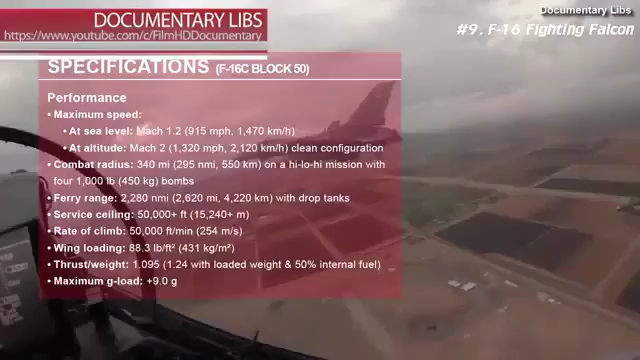 DOCUMENTARY LIBS
https://www.youtube.com/c/FilmHDDocumentary
Documentary Libs
#9. F-16 Fighting Falcon
SPECIFICATIONS (F-16C BLOCK 50)
Performance
• Maximum speed:
• At sea level: Mach 1.2 (915 mph, 1,470 km/h)
• At altitude: Mach 2 (1,320 mph, 2,120 km/h) clean configuration
• Combat radius: 340 mi (295 nmi, 550 km) on a hi-lo-hi mission with
four 1,000 lb (450 kg) bombs
• Ferry range: 2,280 nmi (2,620 mi, 4,220 km) with drop tanks
• Service ceiling: 50,000+ ft (15,240+ m)
• Rate of climb: 50,000 ft/min (254 m/s)
• Wing loading: 88.3 lb/ft² (431 kg/m²)
• Thrust/weight: 1.095 (1.24 with loaded weight & 50% internal fuel)
• Maximum g-load: +9.0 g